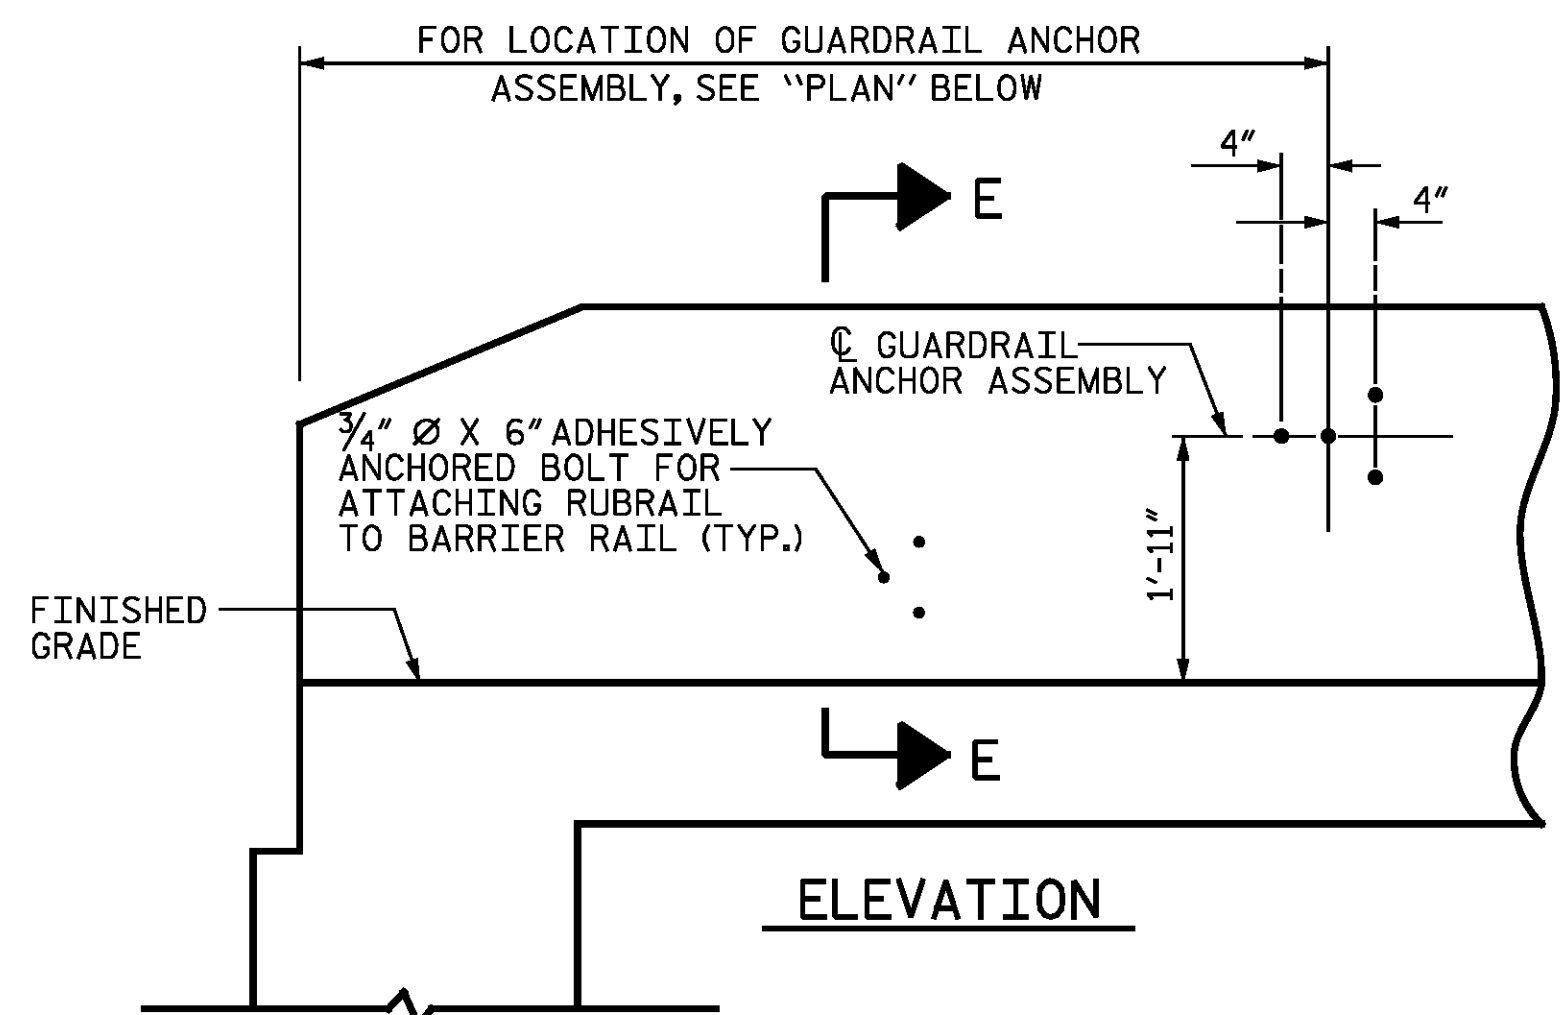 FOR LOCATION OF GUARDRAIL ANCHOR
ASSEMBLY, SEE "PLAN" BELOW
4"
4"
E
℄ GUARDRAIL
ANCHOR ASSEMBLY
3/4" Ø X 6" ADHESIVELY
ANCHORED BOLT FOR
ATTACHING RUBRAIL
TO BARRIER RAIL (TYP.)
1'-11"
FINISHED
GRADE
E
ELEVATION